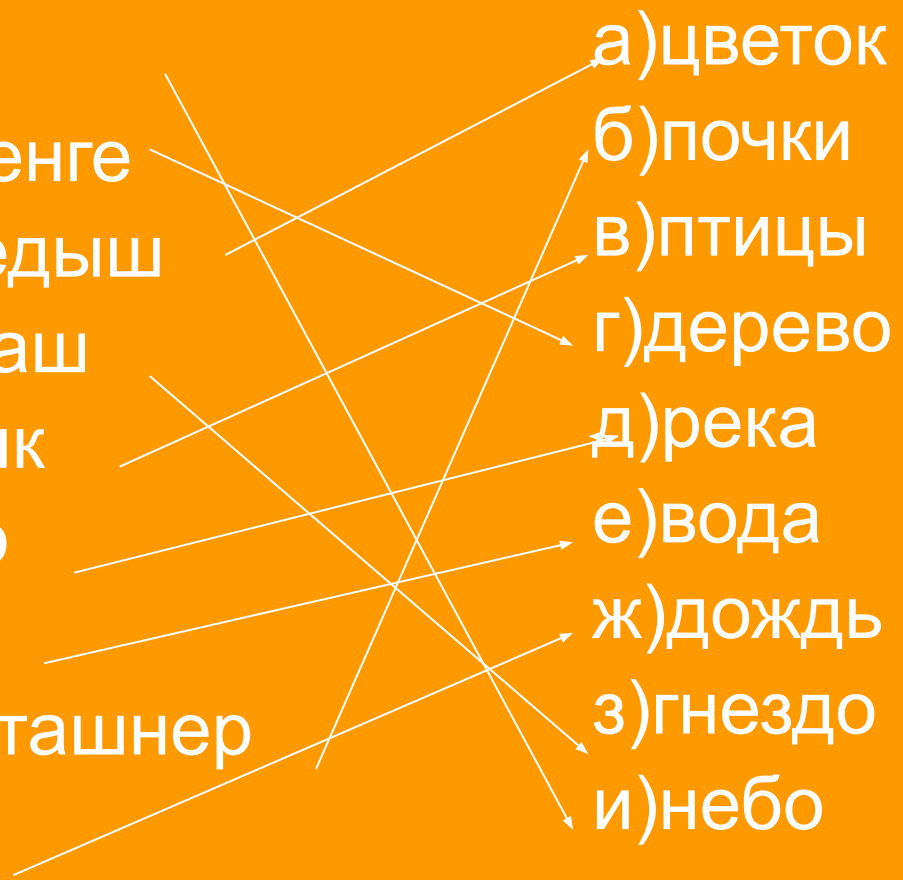 а)цветок
енге
б)почки
едыш
в)птицы
аш
г)дерево
ик
д)река
е)вода
ж)дождь
ташнер
з)гнездо
и)небо